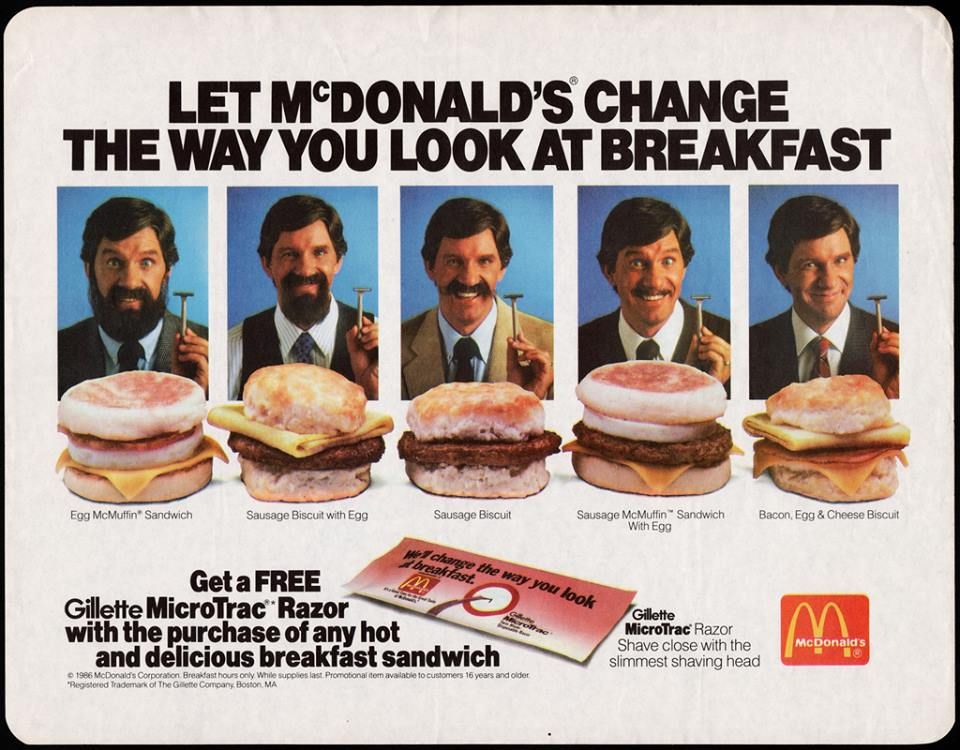 LET McDONALD'S® CHANGE
THE WAY YOU LOOK AT BREAKFAST
Egg McMuffin® Sandwich
Sausage Biscuit with Egg
Sausage Biscuit
Sausage McMuffin™ Sandwich
With Egg
Bacon, Egg & Cheese Biscuit
Get a FREE
Gillette MicroTrac®* Razor
with the purchase of any hot
and delicious breakfast sandwich
We'll change the way you look
at breakfast.
Gillette
MicroTrac
Gillette
MicroTrac® Razor
Shave close with the
slimmest shaving head
McDonald's
®
© 1986 McDonald's Corporation. Breakfast hours only. While supplies last. Promotional item available to customers 16 years and older.
*Registered Trademark of The Gillette Company, Boston, MA